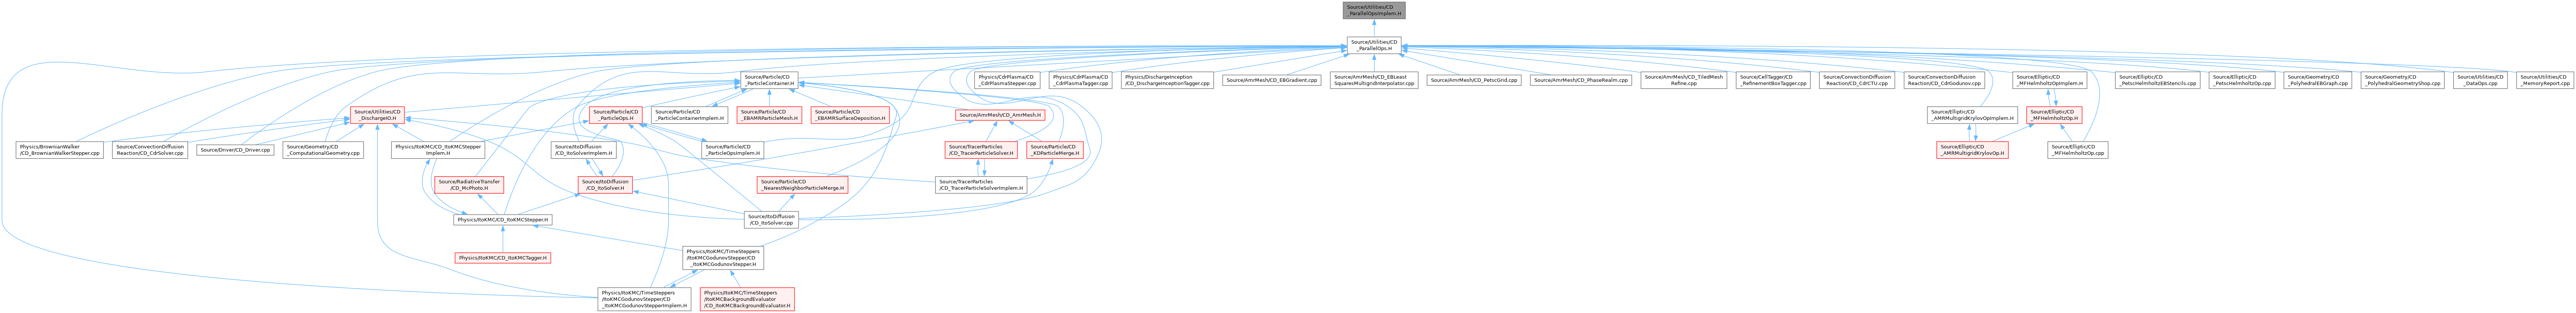 Source/Utilities/CD
_ParallelOpsImplem.H
Source/Utilities/CD
_ParallelOps.H
Source/Particle/CD
_ParticleContainer.H
Physics/CdrPlasma/CD
_CdrPlasmaStepper.cpp
Physics/CdrPlasma/CD
_CdrPlasmaTagger.cpp
Physics/DischargeInception
/CD_DischargeInceptionTagger.cpp
Source/AmrMesh/CD_EBGradient.cpp
Source/AmrMesh/CD_EBLeast
SquaresMultigridInterpolator.cpp
Source/AmrMesh/CD_PetscGrid.cpp
Source/AmrMesh/CD_PhaseRealm.cpp
Source/AmrMesh/CD_TiledMesh
Refine.cpp
Source/CellTagger/CD
_RefinementBoxTagger.cpp
Source/ConvectionDiffusion
Reaction/CD_CdrCTU.cpp
Source/ConvectionDiffusion
Reaction/CD_CdrGodunov.cpp
Source/Elliptic/CD
_MFHelmholtzOpImplem.H
Source/Elliptic/CD
_PetscHelmholtzEBStencils.cpp
Source/Elliptic/CD
_PetscHelmholtzOp.cpp
Source/Geometry/CD
_PolyhedralEBGraph.cpp
Source/Geometry/CD
_PolyhedralGeometryShop.cpp
Source/Utilities/CD
_DataOps.cpp
Source/Utilities/CD
_MemoryReport.cpp
Source/Utilities/CD
_DischargeIO.H
Source/Particle/CD
_ParticleOps.H
Source/Particle/CD
_ParticleContainerImplem.H
Source/Particle/CD
_EBAMRParticleMesh.H
Source/Particle/CD
_EBAMRSurfaceDeposition.H
Source/AmrMesh/CD_AmrMesh.H
Source/Elliptic/CD
_AMRMultigridKrylovOpImplem.H
Source/Elliptic/CD
_MFHelmholtzOp.H
Physics/BrownianWalker
/CD_BrownianWalkerStepper.cpp
Source/ConvectionDiffusion
Reaction/CD_CdrSolver.cpp
Source/Driver/CD_Driver.cpp
Source/Geometry/CD
_ComputationalGeometry.cpp
Physics/ItoKMC/CD_ItoKMCStepper
Implem.H
Source/ItoDiffusion
/CD_ItoSolverImplem.H
Source/Particle/CD
_ParticleOpsImplem.H
Source/TracerParticles
/CD_TracerParticleSolver.H
Source/Particle/CD
_KDParticleMerge.H
Source/Elliptic/CD
_AMRMultigridKrylovOp.H
Source/Elliptic/CD
_MFHelmholtzOp.cpp
Source/RadiativeTransfer
/CD_McPhoto.H
Source/ItoDiffusion
/CD_ItoSolver.H
Source/Particle/CD
_NearestNeighborParticleMerge.H
Source/TracerParticles
/CD_TracerParticleSolverImplem.H
Physics/ItoKMC/CD_ItoKMCStepper.H
Source/ItoDiffusion
/CD_ItoSolver.cpp
Physics/ItoKMC/CD_ItoKMCTagger.H
Physics/ItoKMC/TimeSteppers
/ItoKMCGodunovStepper/CD
_ItoKMCGodunovStepper.H
Physics/ItoKMC/TimeSteppers
/ItoKMCGodunovStepper/CD
_ItoKMCGodunovStepperImplem.H
Physics/ItoKMC/TimeSteppers
/ItoKMCBackgroundEvaluator
/CD_ItoKMCBackgroundEvaluator.H